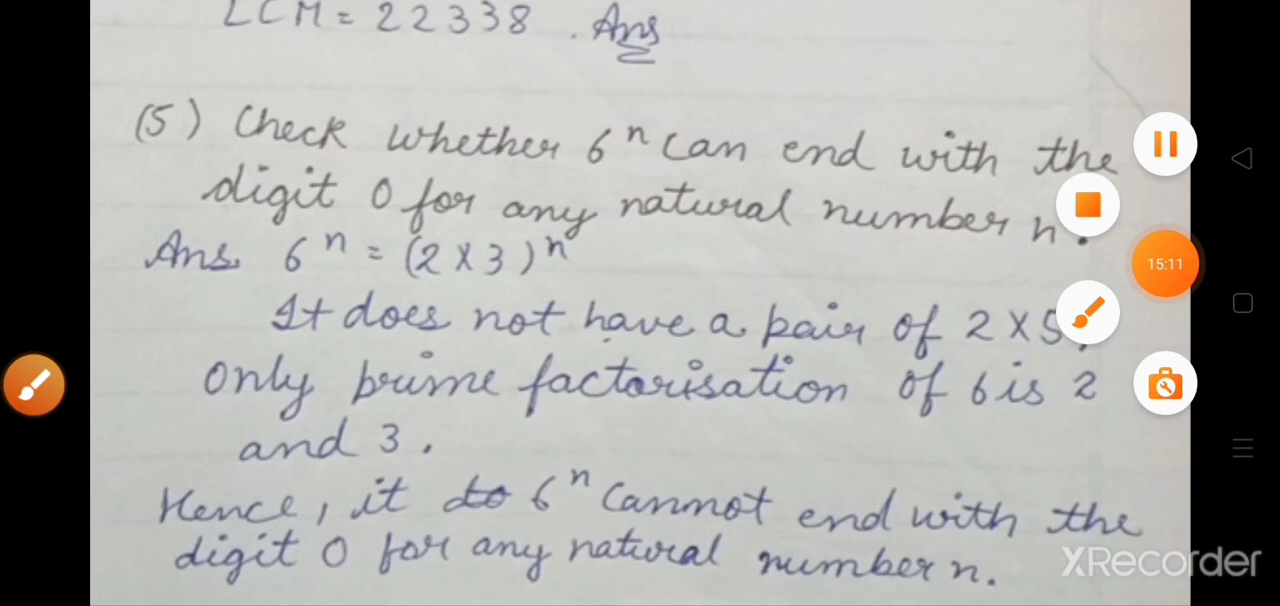 LCM = 22338 . Ans
(5) Check whether 6ⁿ can end with the
digit 0 for any natural number n.
Ans. 6ⁿ = (2 x 3)ⁿ
It does not have a pair of 2 x 5,
only prime factorisation of 6 is 2
and 3.
Hence, it do 6ⁿ cannot end with the
digit 0 for any natural number n.
15:11
XRecorder